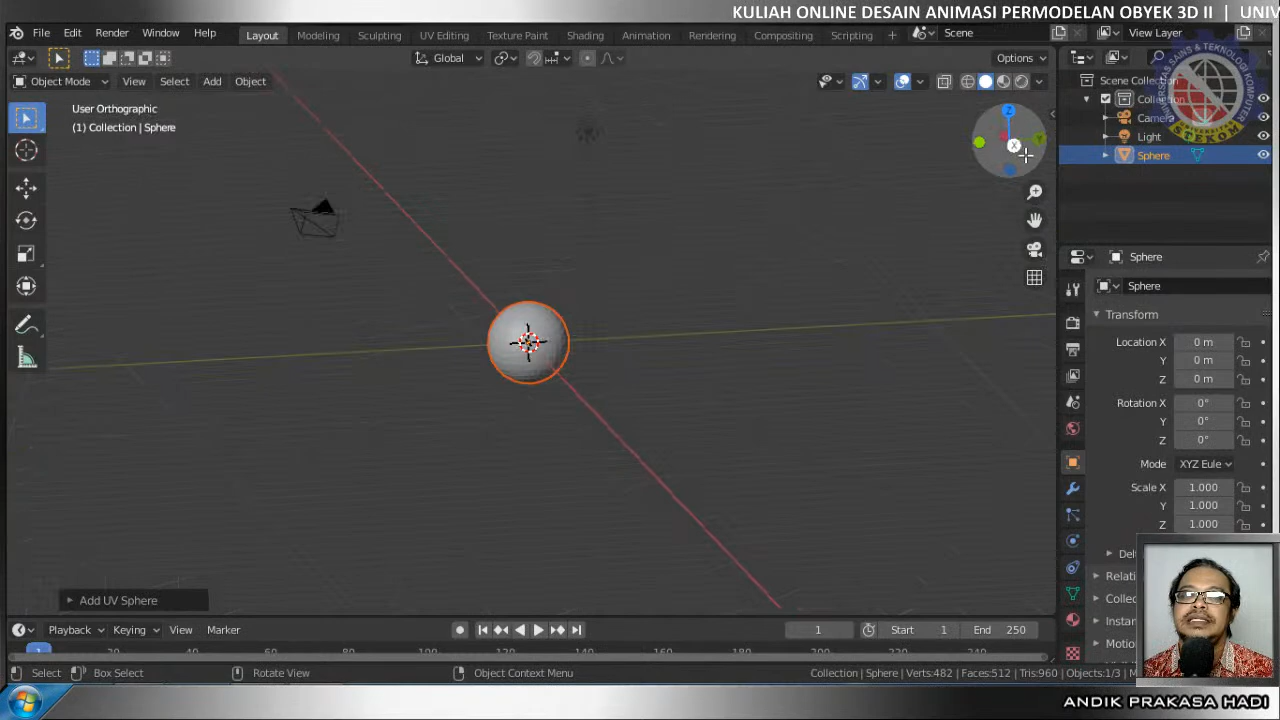 KULIAH ONLINE DESAIN ANIMASI PERMODELAN OBYEK 3D II | UNIV
File Edit Render Window Help
Layout Modeling Sculpting UV Editing Texture Paint Shading Animation Rendering Compositing Scripting +
Scene
View Layer
Global
Options
Object Mode View Select Add Object
User Orthographic
(1) Collection | Sphere
Z
X
Y
Scene Collection
Camera
Light
Sphere
Sphere
Sphere
Transform
Location X 0 m
Y 0 m
Z 0 m
Rotation X 0°
Y 0°
Z 0°
Mode XYZ Eule
Scale X 1.000
Y 1.000
Z 1.000
Add UV Sphere
Playback Keying View Marker
1
Start 1
End 250
1
Select
Box Select
Rotate View
Object Context Menu
Collection | Sphere | Verts:482 | Faces:512 | Tris:960 | Objects:1/3
ANDIK PRAKASA HADI